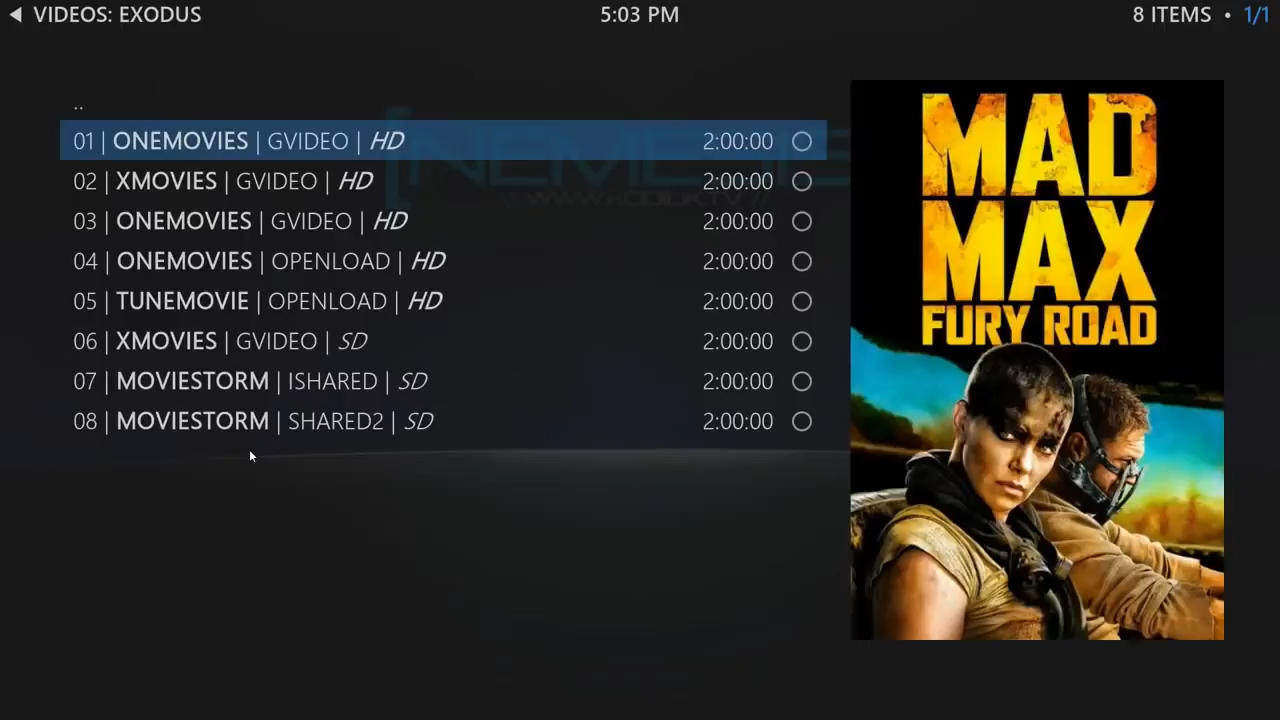 VIDEOS: EXODUS
5:03 PM
8 ITEMS • 1/1
..
01 | ONEMOVIES | GVIDEO | HD 2:00:00
02 | XMOVIES | GVIDEO | HD 2:00:00
03 | ONEMOVIES | GVIDEO | HD 2:00:00
04 | ONEMOVIES | OPENLOAD | HD 2:00:00
05 | TUNEMOVIE | OPENLOAD | HD 2:00:00
06 | XMOVIES | GVIDEO | SD 2:00:00
07 | MOVIESTORM | ISHARED | SD 2:00:00
08 | MOVIESTORM | SHARED2 | SD 2:00:00
MAD
MAX
FURY ROAD